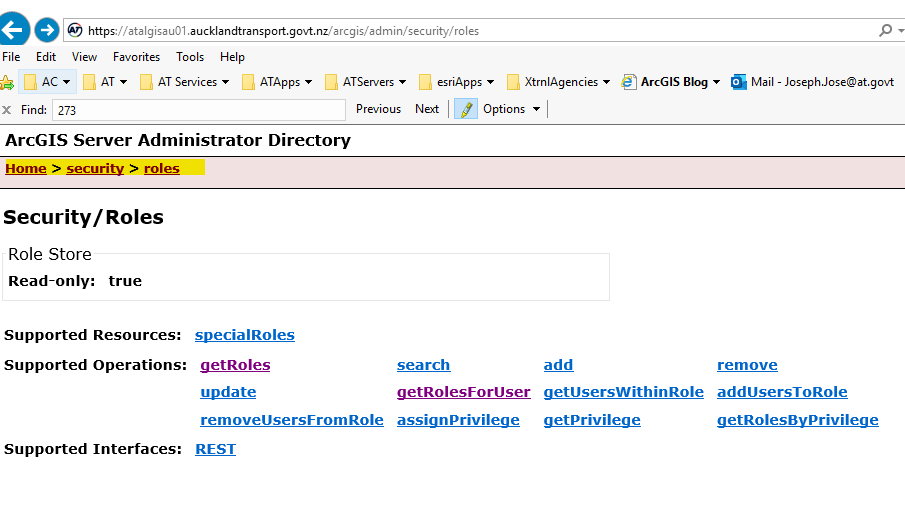 https://atalgisau01.aucklandtransport.govt.nz/arcgis/admin/security/roles
File Edit View Favorites Tools Help
AC AT AT Services ATApps ATServers esriApps XtrnlAgencies ArcGIS Blog Mail - Joseph.Jose@at.govt
x Find: 273 Previous Next Options
ArcGIS Server Administrator Directory
Home > security > roles
Security/Roles
Role Store
Read-only: true
Supported Resources: specialRoles
Supported Operations: getRoles search add remove
update getRolesForUser getUsersWithinRole addUsersToRole
removeUsersFromRole assignPrivilege getPrivilege getRolesByPrivilege
Supported Interfaces: REST